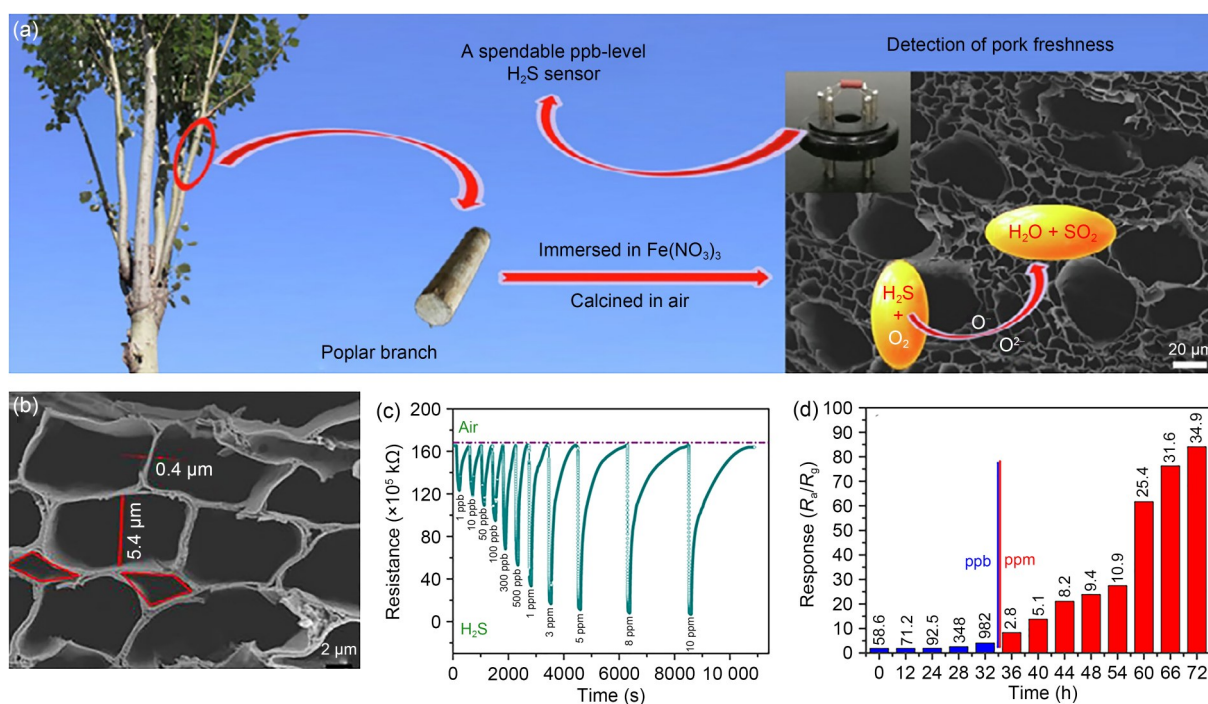 (a)
A spendable ppb-level
H₂S sensor
Detection of pork freshness
Immersed in Fe(NO₃)₃
Calcined in air
Poplar branch
H₂O + SO₂
H₂S
+
O₂
O⁻
O²⁻
20 μm
(b)
0.4 μm
5.4 μm
2 μm
(c)
200
160
120
80
40
0
Resistance (×10⁵ kΩ)
Air
1 ppb
10 ppb
50 ppb
100 ppb
300 ppb
500 ppb
1 ppm
3 ppm
5 ppm
8 ppm
10 ppm
H₂S
0 2000 4000 6000 8000 10 000
Time (s)
(d)
100
90
80
70
60
50
40
30
20
10
0
Response (Rₐ/R_g)
ppb
ppm
58.6
71.2
92.5
348
982
2.8
5.1
8.2
9.4
10.9
25.4
31.6
34.9
0 12 24 28 32 36 40 44 48 54 60 66 72
Time (h)